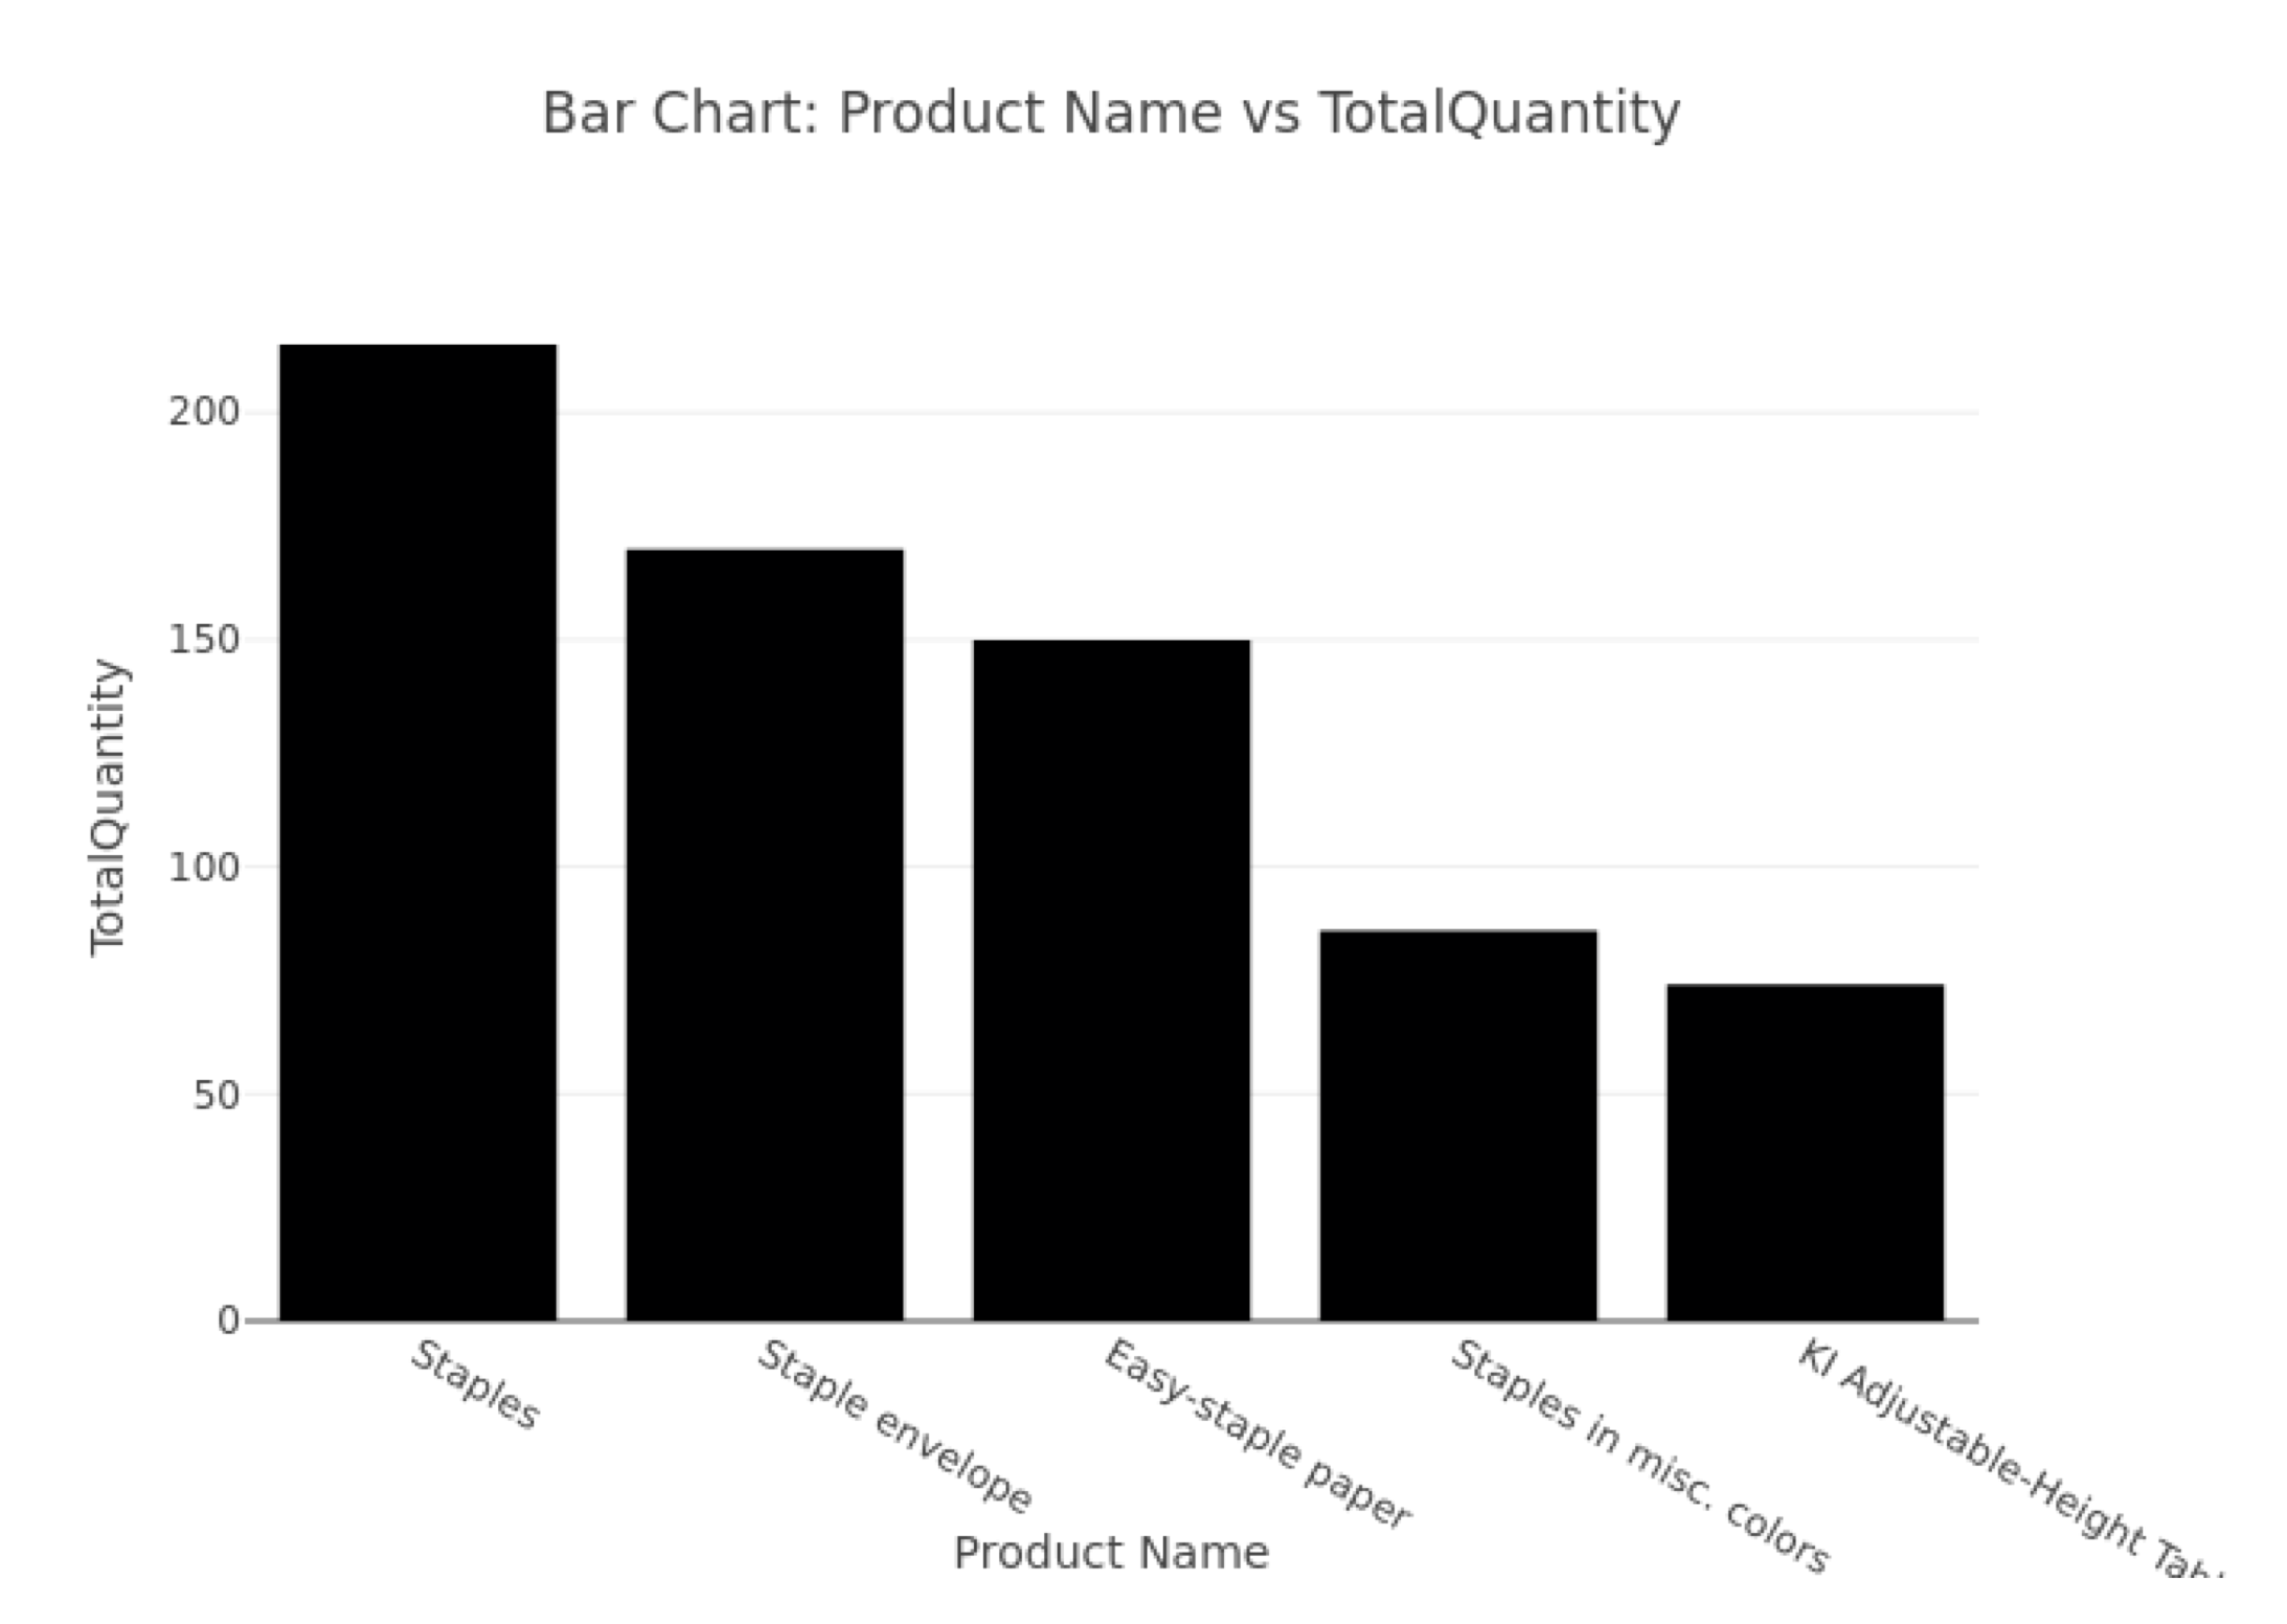 Bar Chart: Product Name vs TotalQuantity
TotalQuantity
200
150
100
50
0
Staples
Staple envelope
Easy-staple paper
Staples in misc. colors
KI Adjustable-Height
Product Name